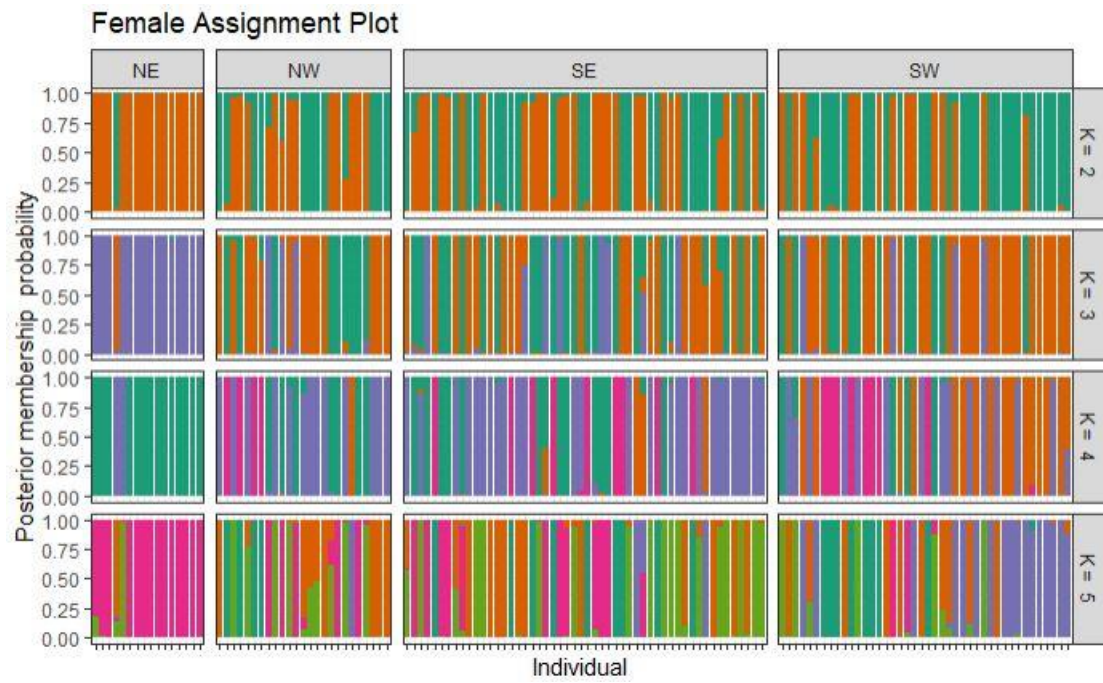 Female Assignment Plot
NE NW SE SW
Posterior membership probability
1.00
0.75
0.50
0.25
0.00
K = 2
1.00
0.75
0.50
0.25
0.00
K = 3
1.00
0.75
0.50
0.25
0.00
K = 4
1.00
0.75
0.50
0.25
0.00
K = 5
Individual